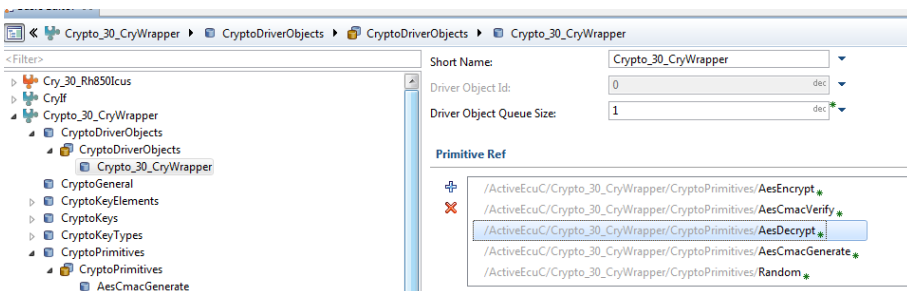 Crypto_30_CryWrapper CryptoDriverObjects CryptoDriverObjects Crypto_30_CryWrapper
<Filter>
Cry_30_Rh850Icus
CryIf
Crypto_30_CryWrapper
CryptoDriverObjects
CryptoDriverObjects
Crypto_30_CryWrapper
CryptoGeneral
CryptoKeyElements
CryptoKeys
CryptoKeyTypes
CryptoPrimitives
CryptoPrimitives
AesCmacGenerate
Short Name: Crypto_30_CryWrapper
Driver Object Id: 0 dec
Driver Object Queue Size: 1 dec
Primitive Ref
/ActiveEcuC/Crypto_30_CryWrapper/CryptoPrimitives/AesEncrypt
/ActiveEcuC/Crypto_30_CryWrapper/CryptoPrimitives/AesCmacVerify
/ActiveEcuC/Crypto_30_CryWrapper/CryptoPrimitives/AesDecrypt
/ActiveEcuC/Crypto_30_CryWrapper/CryptoPrimitives/AesCmacGenerate
/ActiveEcuC/Crypto_30_CryWrapper/CryptoPrimitives/Random